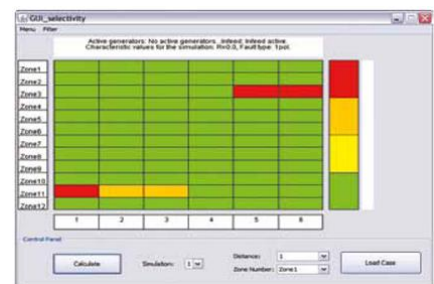 GUI_selectivity
Menu Filter
Active generators: No active generators. Infeed: Infeed active.
Characteristic values for the simulation: R=0.0, Fault type: 1pol.
Zone1
Zone2
Zone3
Zone4
Zone5
Zone6
Zone7
Zone8
Zone9
Zone10
Zone11
Zone12
1 2 3 4 5 6
Control Panel
Calculate
Simulation: 1
Distance: 1
Zone Number: Zone1
Load Case